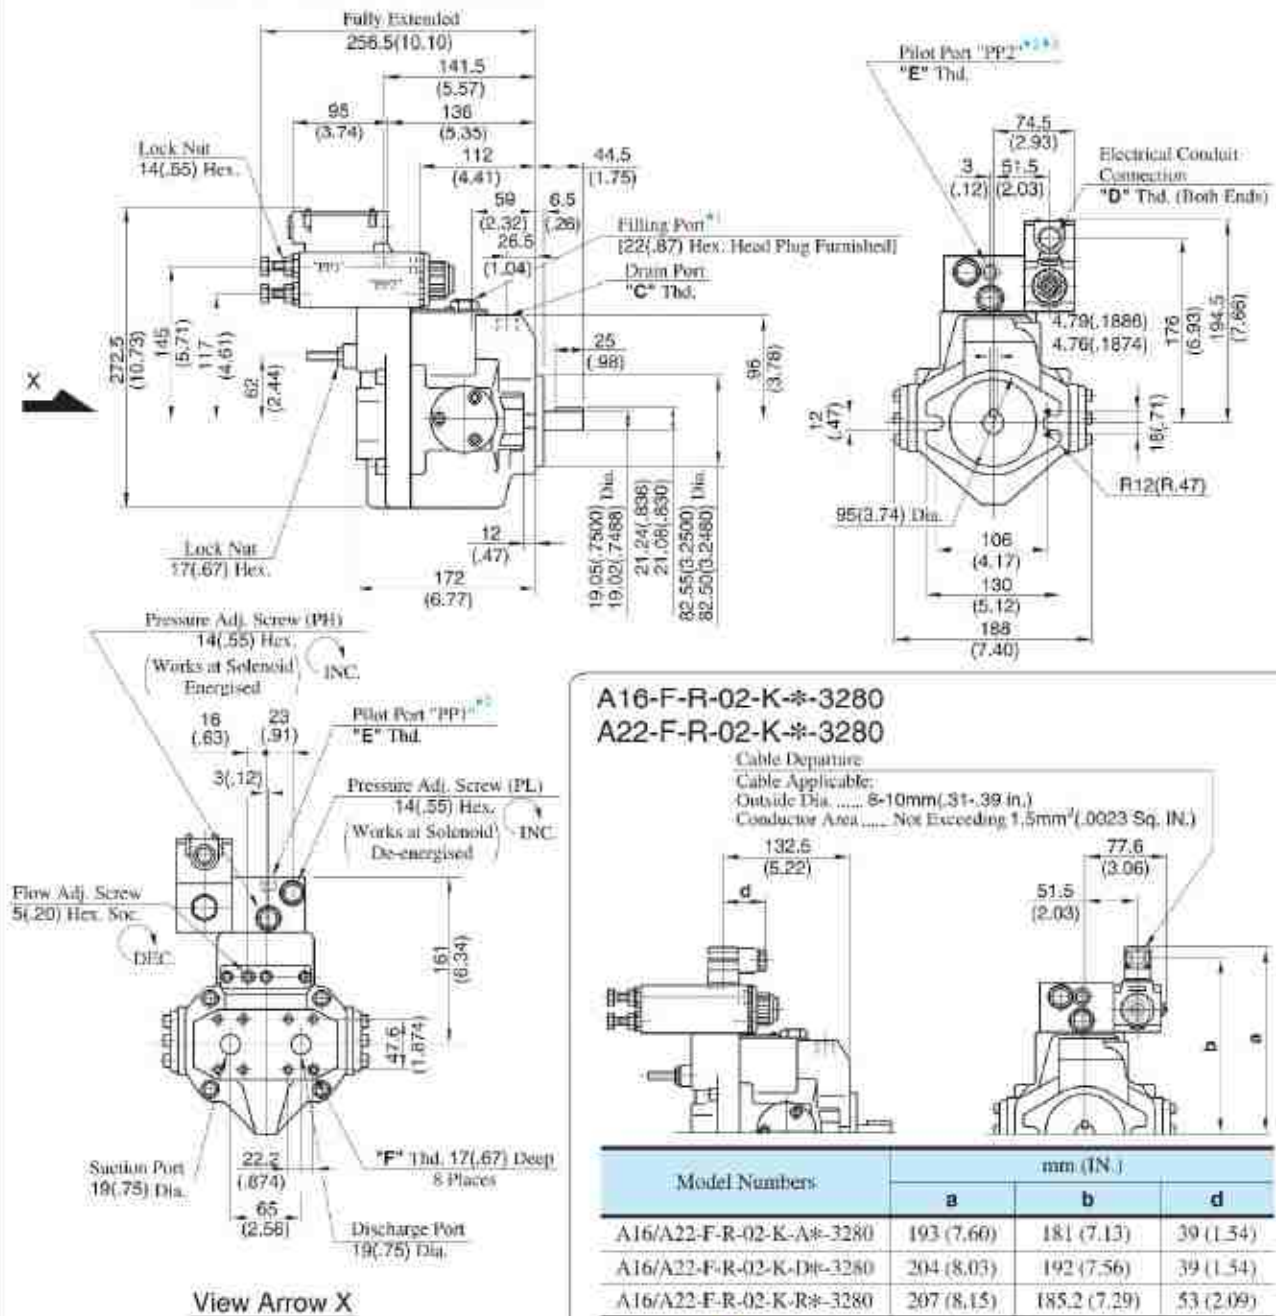 Fully Extended
256.5(10.10)
141.5
(5.57)
95
(3.74)
136
(5.35)
Lock Nut
14(.55) Hex.
112
(4.41)
44.5
(1.75)
59
(2.32)
6.5
(.26)
26.5
(1.04)
Filling Port*1
[22(.87) Hex. Head Plug Furnished]
Drain Port
"C" Thd.
"PP1"
"PP2"
25
(.98)
96
(3.78)
272.5
(10.73)
145
(5.71)
117
(4.61)
62
(2.44)
X
Lock Nut
17(.67) Hex.
12
(.47)
172
(6.77)
19.05(.7500) Dia.
19.02(.7488)
21.24(.836)
21.08(.830)
82.55(3.2500) Dia.
82.50(3.2480)
Pilot Port "PP2"
"E" Thd.
74.5
(2.93)
3
(.12)
51.5
(2.03)
Electrical Conduit
Connection
"D" Thd. (Both Ends)
4.79(.1886)
4.76(.1874)
176
(6.93)
194.5
(7.66)
12
(.47)
18(.71)
R12(R.47)
95(3.74) Dia.
106
(4.17)
130
(5.12)
188
(7.40)
Pressure Adj. Screw (PH)
14(.55) Hex.
(Works at Solenoid
Energised)
INC.
16
(.63)
23
(.91)
Pilot Port "PP1"
"E" Thd.
3(.12)
Pressure Adj. Screw (PL)
14(.55) Hex.
(Works at Solenoid
De-energised)
INC.
Flow Adj. Screw
5(.20) Hex. Soc.
DEC.
161
(6.34)
47.6
(1.874)
Suction Port
19(.75) Dia.
22.2
(.874)
65
(2.56)
"F" Thd. 17(.67) Deep
8 Places
Discharge Port
19(.75) Dia.
View Arrow X
A16-F-R-02-K-*-3280
A22-F-R-02-K-*-3280
Cable Departure
Cable Applicable:
Outside Dia. ...... 8-10mm(.31-.39 in.)
Conductor Area ..... Not Exceeding 1.5mm²(.0023 Sq. IN.)
132.5
(5.22)
d
77.6
(3.06)
51.5
(2.03)
b
a
Model Numbers mm (IN.)
a b d
A16/A22-F-R-02-K-A*-3280 193 (7.60) 181 (7.13) 39 (1.54)
A16/A22-F-R-02-K-D*-3280 204 (8.03) 192 (7.56) 39 (1.54)
A16/A22-F-R-02-K-R*-3280 207 (8.15) 185.2 (7.29) 53 (2.09)